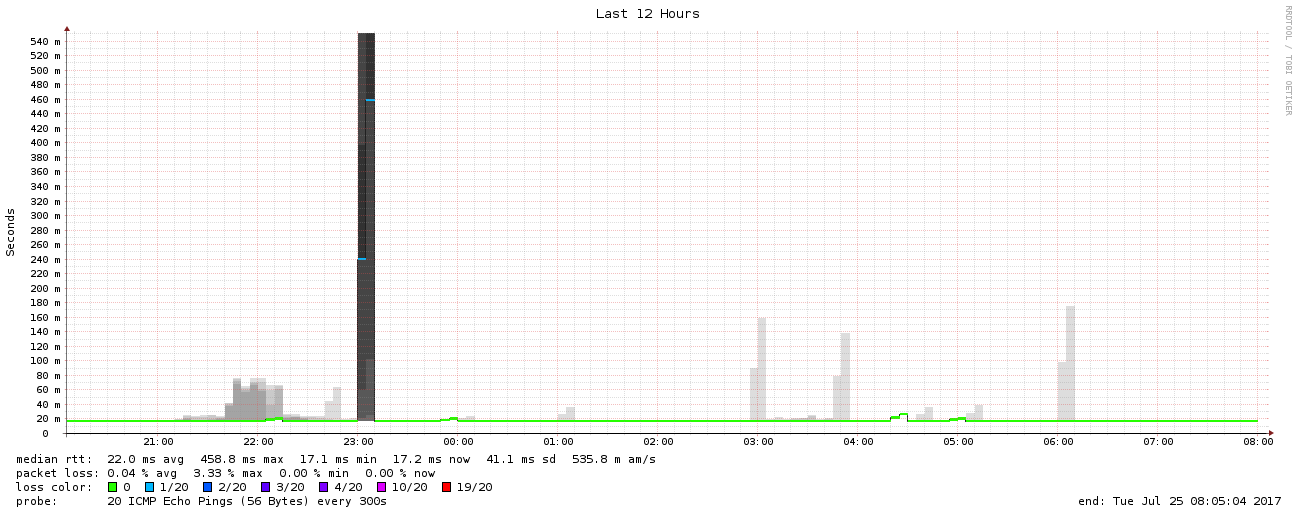 Last 12 Hours
RRDTOOL / TOBI OETIKER
Seconds
540 m
520 m
500 m
480 m
460 m
440 m
420 m
400 m
380 m
360 m
340 m
320 m
300 m
280 m
260 m
240 m
220 m
200 m
180 m
160 m
140 m
120 m
100 m
80 m
60 m
40 m
20 m
0
21:00 22:00 23:00 00:00 01:00 02:00 03:00 04:00 05:00 06:00 07:00 08:00
median rtt: 22.0 ms avg 458.8 ms max 17.1 ms min 17.2 ms now 41.1 ms sd 535.8 m am/s
packet loss: 0.04 % avg 3.33 % max 0.00 % min 0.00 % now
loss color: 0 1/20 2/20 3/20 4/20 10/20 19/20
probe: 20 ICMP Echo Pings (56 Bytes) every 300s end: Tue Jul 25 08:05:04 2017